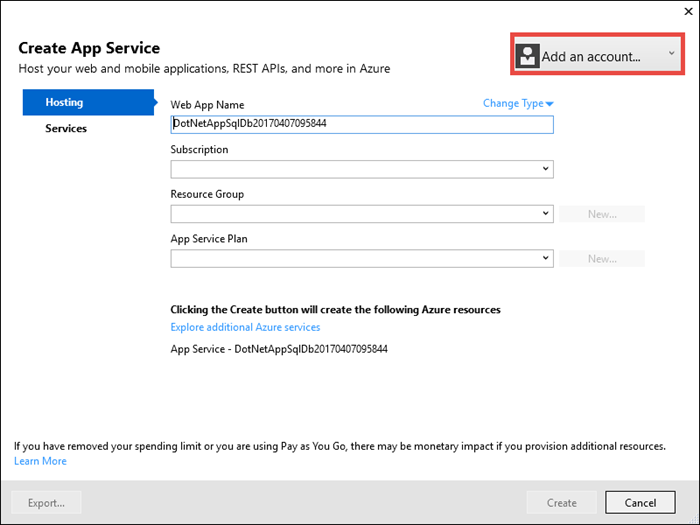 Create App Service
Host your web and mobile applications, REST APIs, and more in Azure
Add an account...
Hosting
Services
Web App Name
Change Type
DotNetAppSqlDb20170407095844
Subscription
Resource Group
New...
App Service Plan
New...
Clicking the Create button will create the following Azure resources
Explore additional Azure services
App Service - DotNetAppSqlDb20170407095844
If you have removed your spending limit or you are using Pay as You Go, there may be monetary impact if you provision additional resources.
Learn More
Export...
Create
Cancel